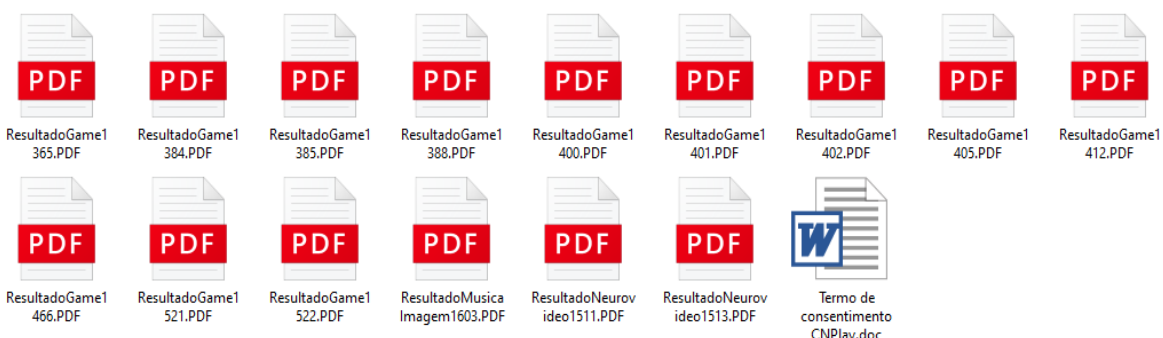 PDF PDF PDF PDF PDF PDF PDF PDF PDF
ResultadoGame1 ResultadoGame1 ResultadoGame1 ResultadoGame1 ResultadoGame1 ResultadoGame1 ResultadoGame1 ResultadoGame1 ResultadoGame1
365.PDF 384.PDF 385.PDF 388.PDF 400.PDF 401.PDF 402.PDF 405.PDF 412.PDF
PDF PDF PDF PDF PDF PDF W
ResultadoGame1 ResultadoGame1 ResultadoGame1 ResultadoMusica ResultadoNeurov ResultadoNeurov Termo de
466.PDF 521.PDF 522.PDF Imagem1603.PDF ideo1511.PDF ideo1513.PDF consentimento
CNPlay.doc